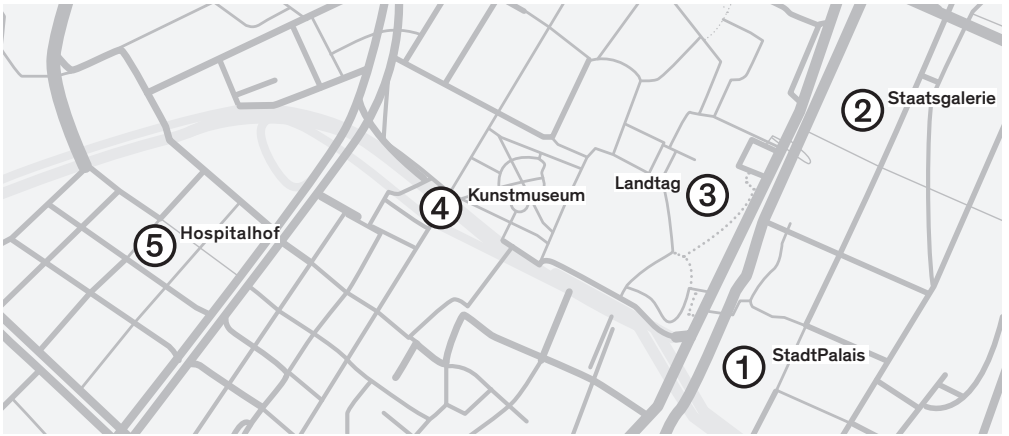 2 Staatsgalerie
Landtag 3
4 Kunstmuseum
5 Hospitalhof
1 StadtPalais